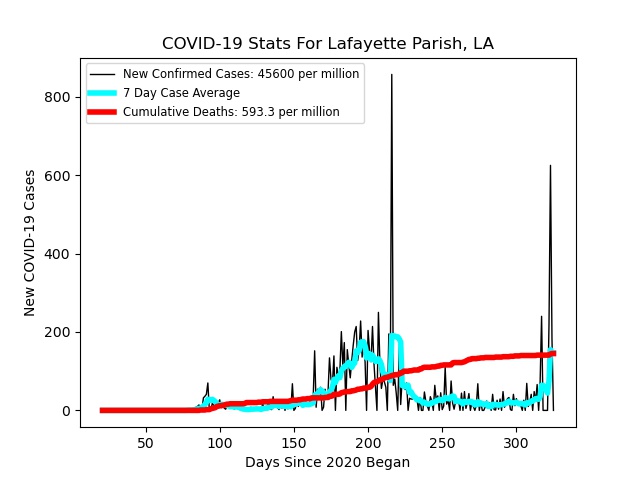 COVID-19 Stats For Lafayette Parish, LA
New Confirmed Cases: 45600 per million
7 Day Case Average
Cumulative Deaths: 593.3 per million
New COVID-19 Cases
800
600
400
200
0
50 100 150 200 250 300
Days Since 2020 Began